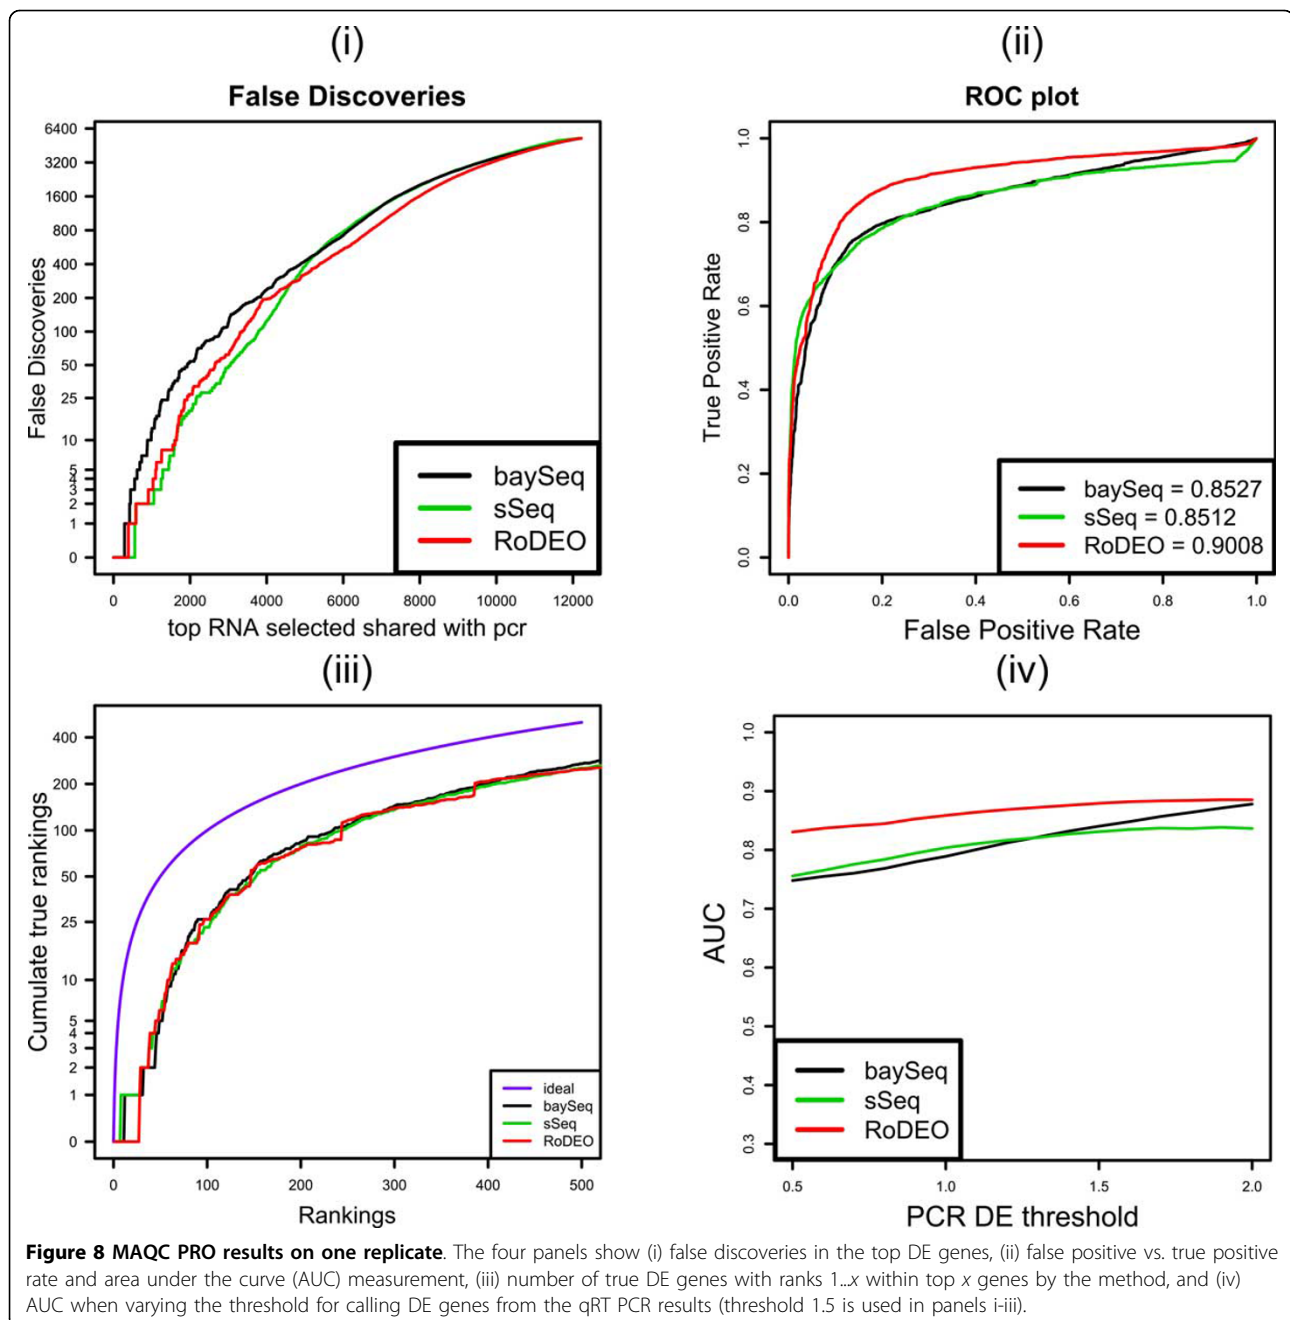 (i)
False Discoveries
False Discoveries
6400
3200
1600
800
400
200
100
50
25
10
5
4
3
2
1
0
baySeq
sSeq
RoDEO
0 2000 4000 6000 8000 10000 12000
top RNA selected shared with pcr
(ii)
ROC plot
True Positive Rate
1.0
0.8
0.6
0.4
0.2
0.0
baySeq = 0.8527
sSeq = 0.8512
RoDEO = 0.9008
0.0 0.2 0.4 0.6 0.8 1.0
False Positive Rate
(iii)
Cumulate true rankings
400
200
100
50
25
10
5
4
3
2
1
0
ideal
baySeq
sSeq
RoDEO
0 100 200 300 400 500
Rankings
(iv)
AUC
1.0
0.9
0.8
0.7
0.6
0.5
0.4
0.3
baySeq
sSeq
RoDEO
0.5 1.0 1.5 2.0
PCR DE threshold
Figure 8 MAQC PRO results on one replicate. The four panels show (i) false discoveries in the top DE genes, (ii) false positive vs. true positive
rate and area under the curve (AUC) measurement, (iii) number of true DE genes with ranks 1...x within top x genes by the method, and (iv)
AUC when varying the threshold for calling DE genes from the qRT PCR results (threshold 1.5 is used in panels i-iii).